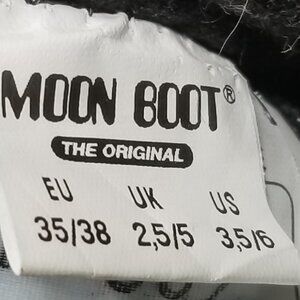 MOON BOOT®
THE ORIGINAL
EU UK US
35/38 2,5/5 3,5/6